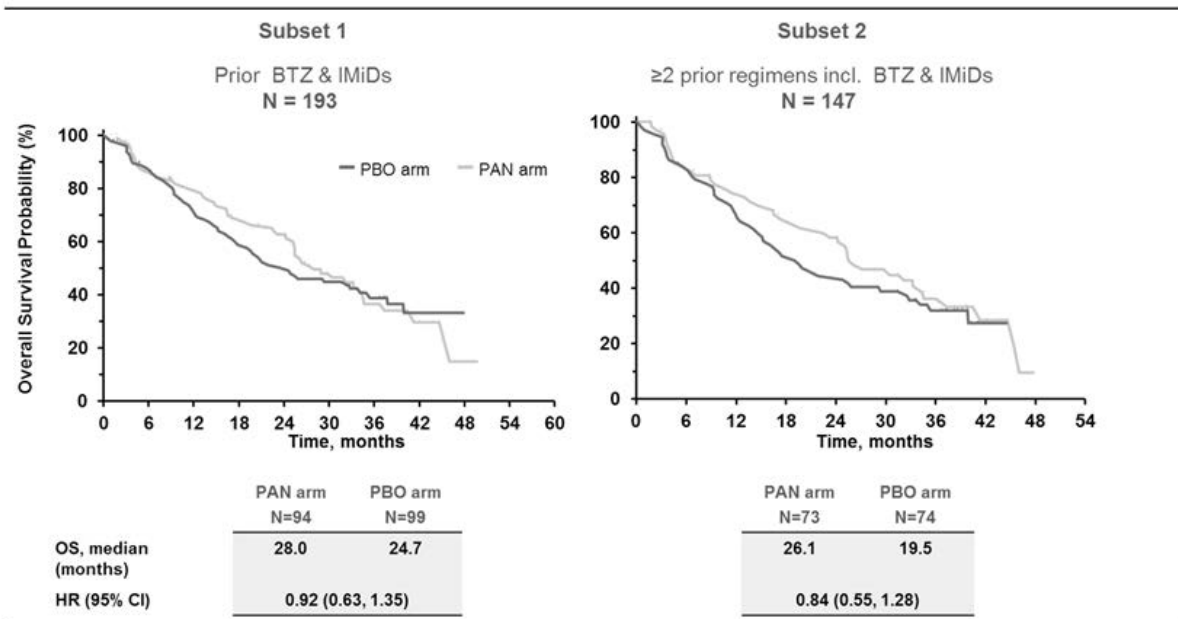 Subset 1
Prior BTZ & IMiDs
N = 193
Overall Survival Probability (%)
100
80
60
40
20
0
PBO arm PAN arm
0 6 12 18 24 30 36 42 48 54 60
Time, months
PAN arm PBO arm
N=94 N=99
OS, median 28.0 24.7
(months)
HR (95% CI) 0.92 (0.63, 1.35)
Subset 2
≥2 prior regimens incl. BTZ & IMiDs
N = 147
100
80
60
40
20
0
0 6 12 18 24 30 36 42 48 54
Time, months
PAN arm PBO arm
N=73 N=74
26.1 19.5
0.84 (0.55, 1.28)